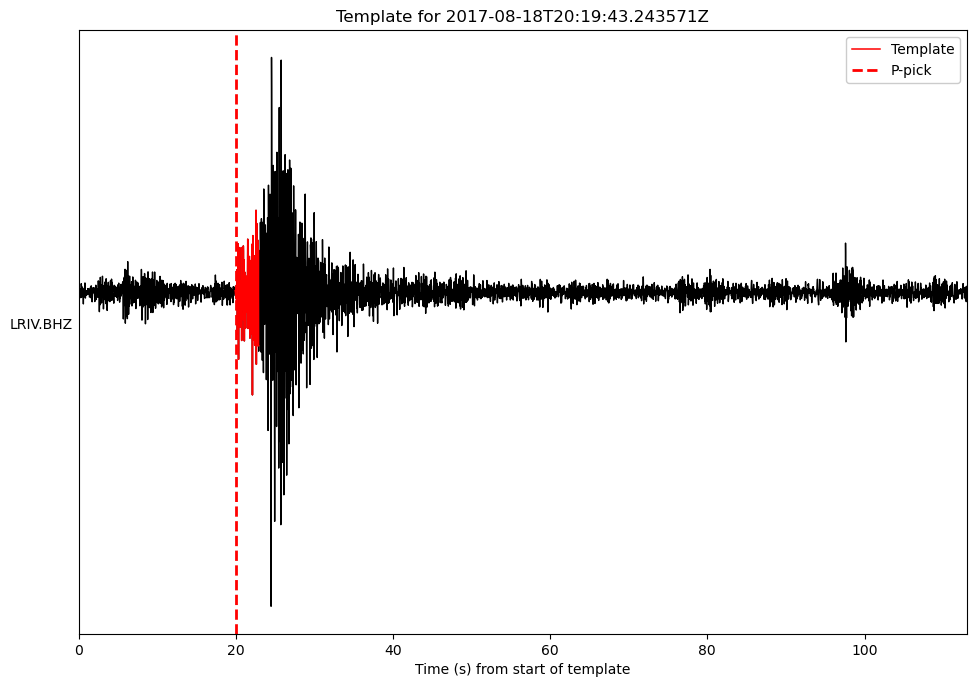 Template for 2017-08-18T20:19:43.243571Z
Template
P-pick
LRIV.BHZ
0 20 40 60 80 100
Time (s) from start of template